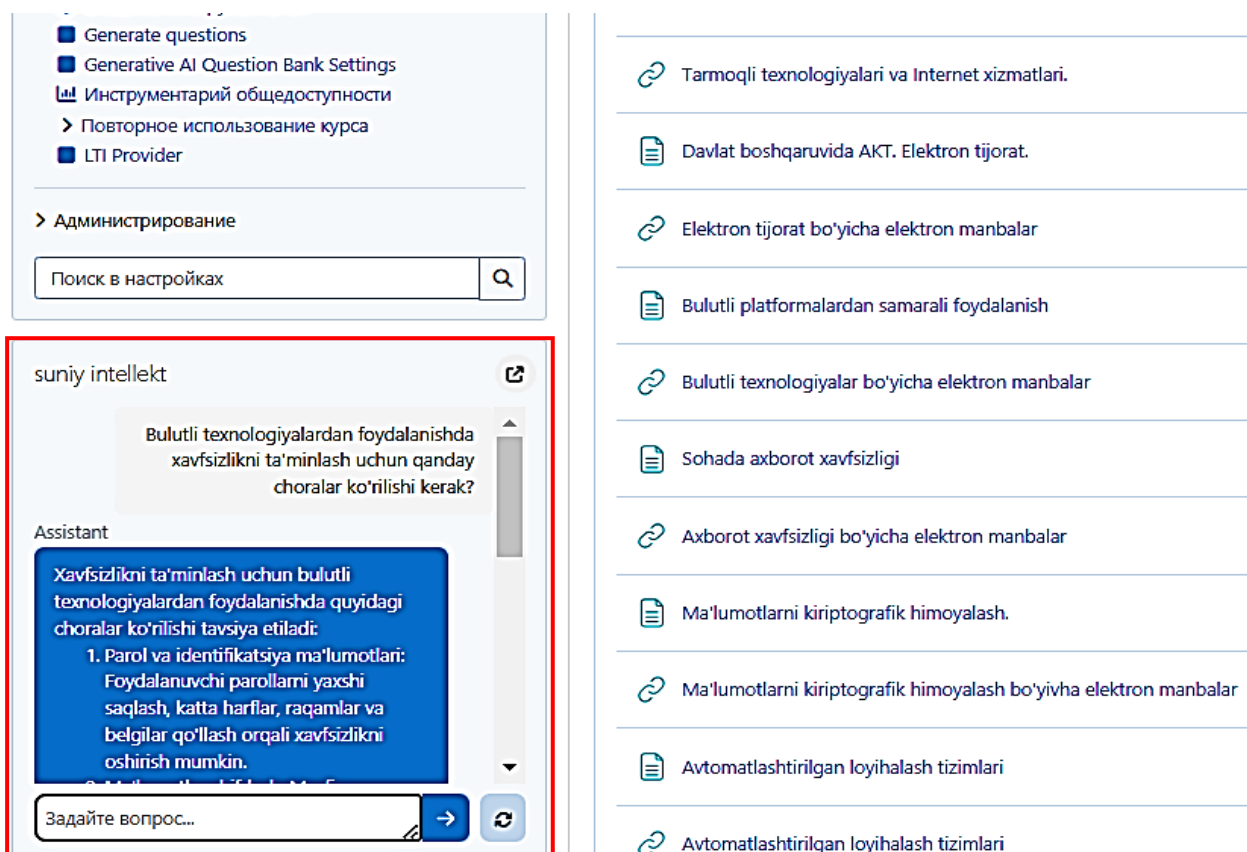 Generate questions
Generative AI Question Bank Settings
Инструментарий общедоступности
Повторное использование курса
LTI Provider
Администрирование
Поиск в настройках
suniy intellekt
Bulutli texnologiyalardan foydalanishda
xavfsizlikni ta'minlash uchun qanday
choralar ko'rilishi kerak?
Assistant
Xavfsizlikni ta'minlash uchun bulutli
texnologiyalardan foydalanishda quyidagi
choralar ko'rilishi tavsiya etiladi:
1. Parol va identifikatsiya ma'lumotlari:
Foydalanuvchi parollarni yaxshi
saqlash, katta harflar, raqamlar va
belgilar qo'llash orqali xavfsizlikni
oshirish mumkin.
Задайте вопрос...
Tarmoqli texnologiyalari va Internet xizmatlari.
Davlat boshqaruvida AKT. Elektron tijorat.
Elektron tijorat bo'yicha elektron manbalar
Bulutli platformalardan samarali foydalanish
Bulutli texnologiyalar bo'yicha elektron manbalar
Sohada axborot xavfsizligi
Axborot xavfsizligi bo'yicha elektron manbalar
Ma'lumotlarni kiriptografik himoyalash.
Ma'lumotlarni kiriptografik himoyalash bo'yivha elektron manbalar
Avtomatlashtirilgan loyihalash tizimlari
Avtomatlashtirilgan loyihalash tizimlari